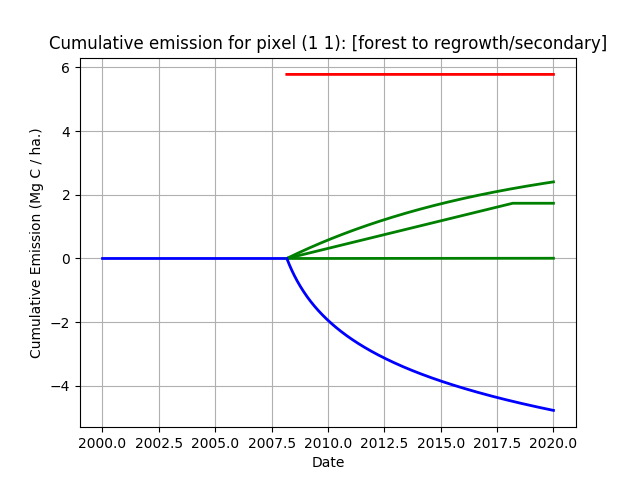 Cumulative emission for pixel (1 1): [forest to regrowth/secondary]
6
4
2
0
−2
−4
Cumulative Emission (Mg C / ha.)
2000.0 2002.5 2005.0 2007.5 2010.0 2012.5 2015.0 2017.5 2020.0
Date